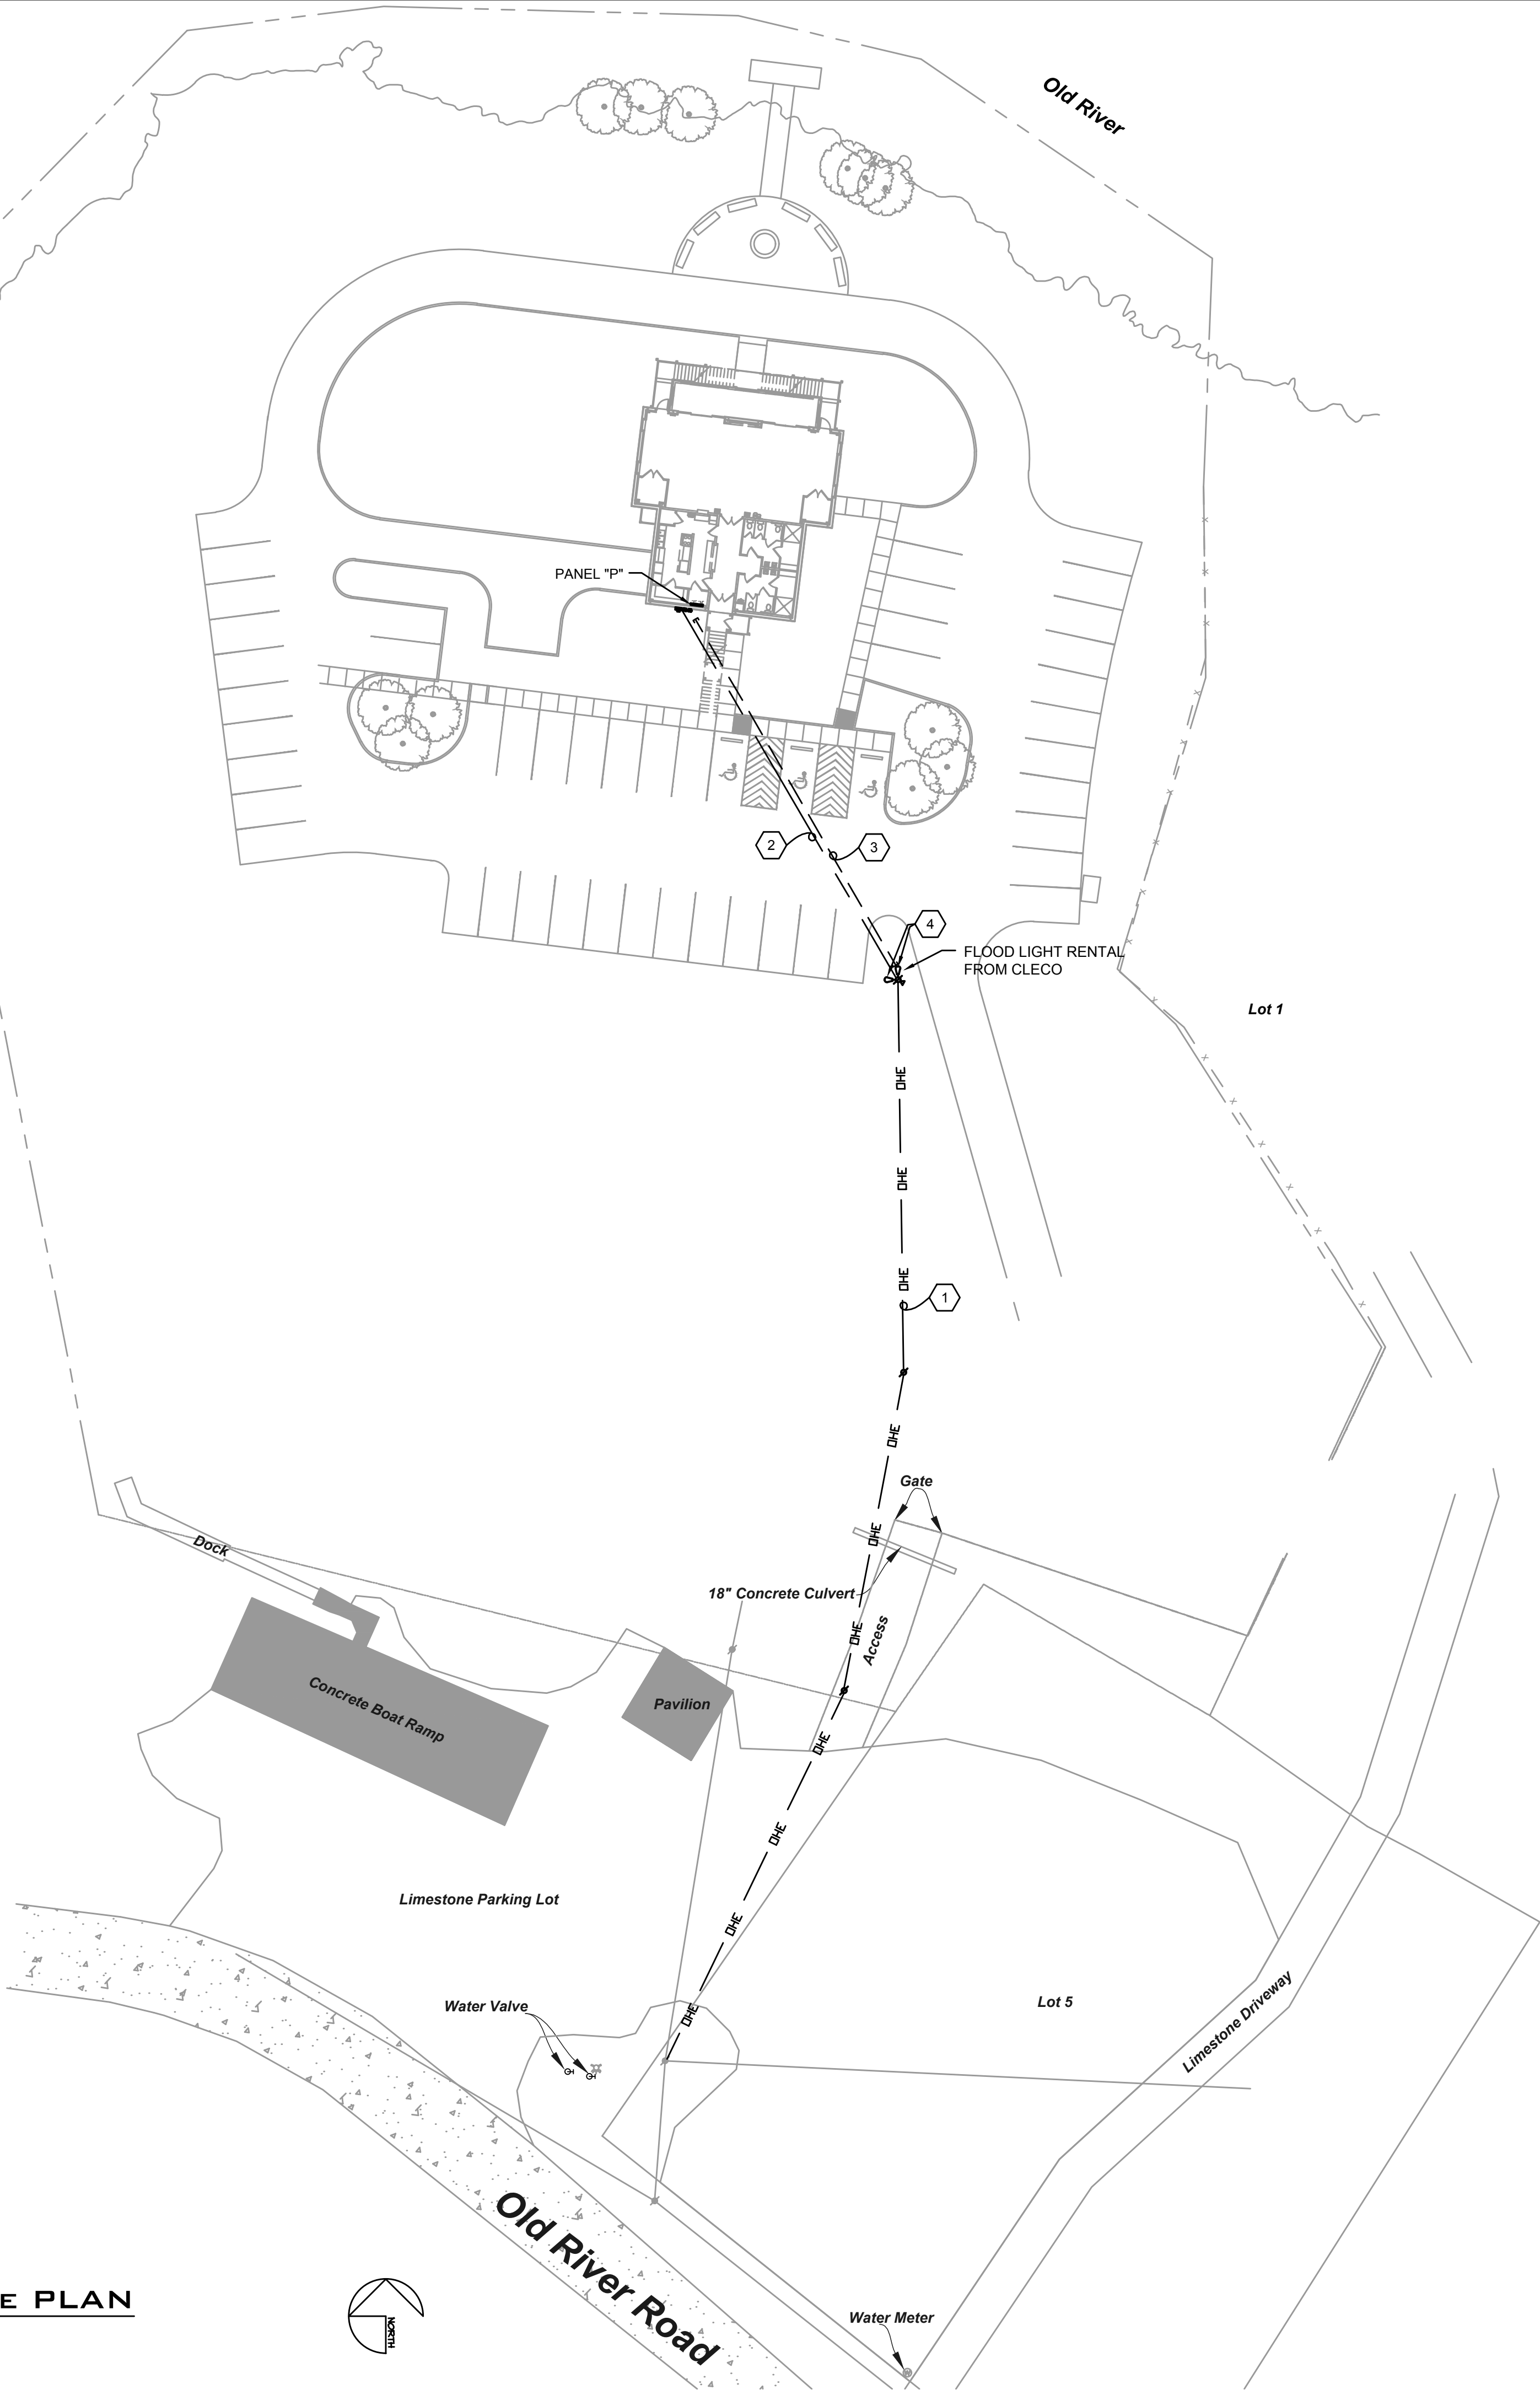 Old River
PANEL "P"
2
3
4
FLOOD LIGHT RENTAL
FROM CLECO
Lot 1
OHE
OHE
OHE
1
OHE
Gate
OHE
Dock
18" Concrete Culvert
OHE
Access
Concrete Boat Ramp
Pavilion
OHE
OHE
Limestone Parking Lot
OHE
Water Valve
OHE
Lot 5
Limestone Driveway
Old River Road
E PLAN
NORTH
Water Meter